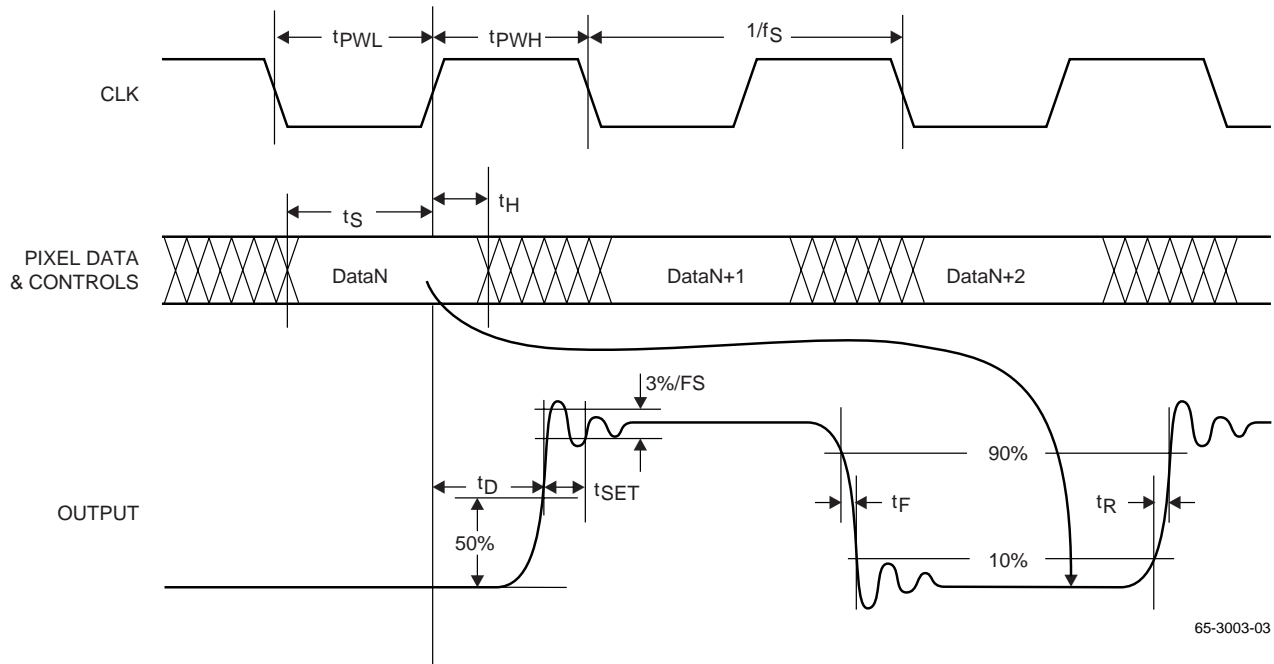 tPWL
tPWH
1/fS
CLK
tS
tH
PIXEL DATA
& CONTROLS
DataN
DataN+1
DataN+2
3%/FS
90%
tD
tSET
tF
tR
OUTPUT
50%
10%
65-3003-03